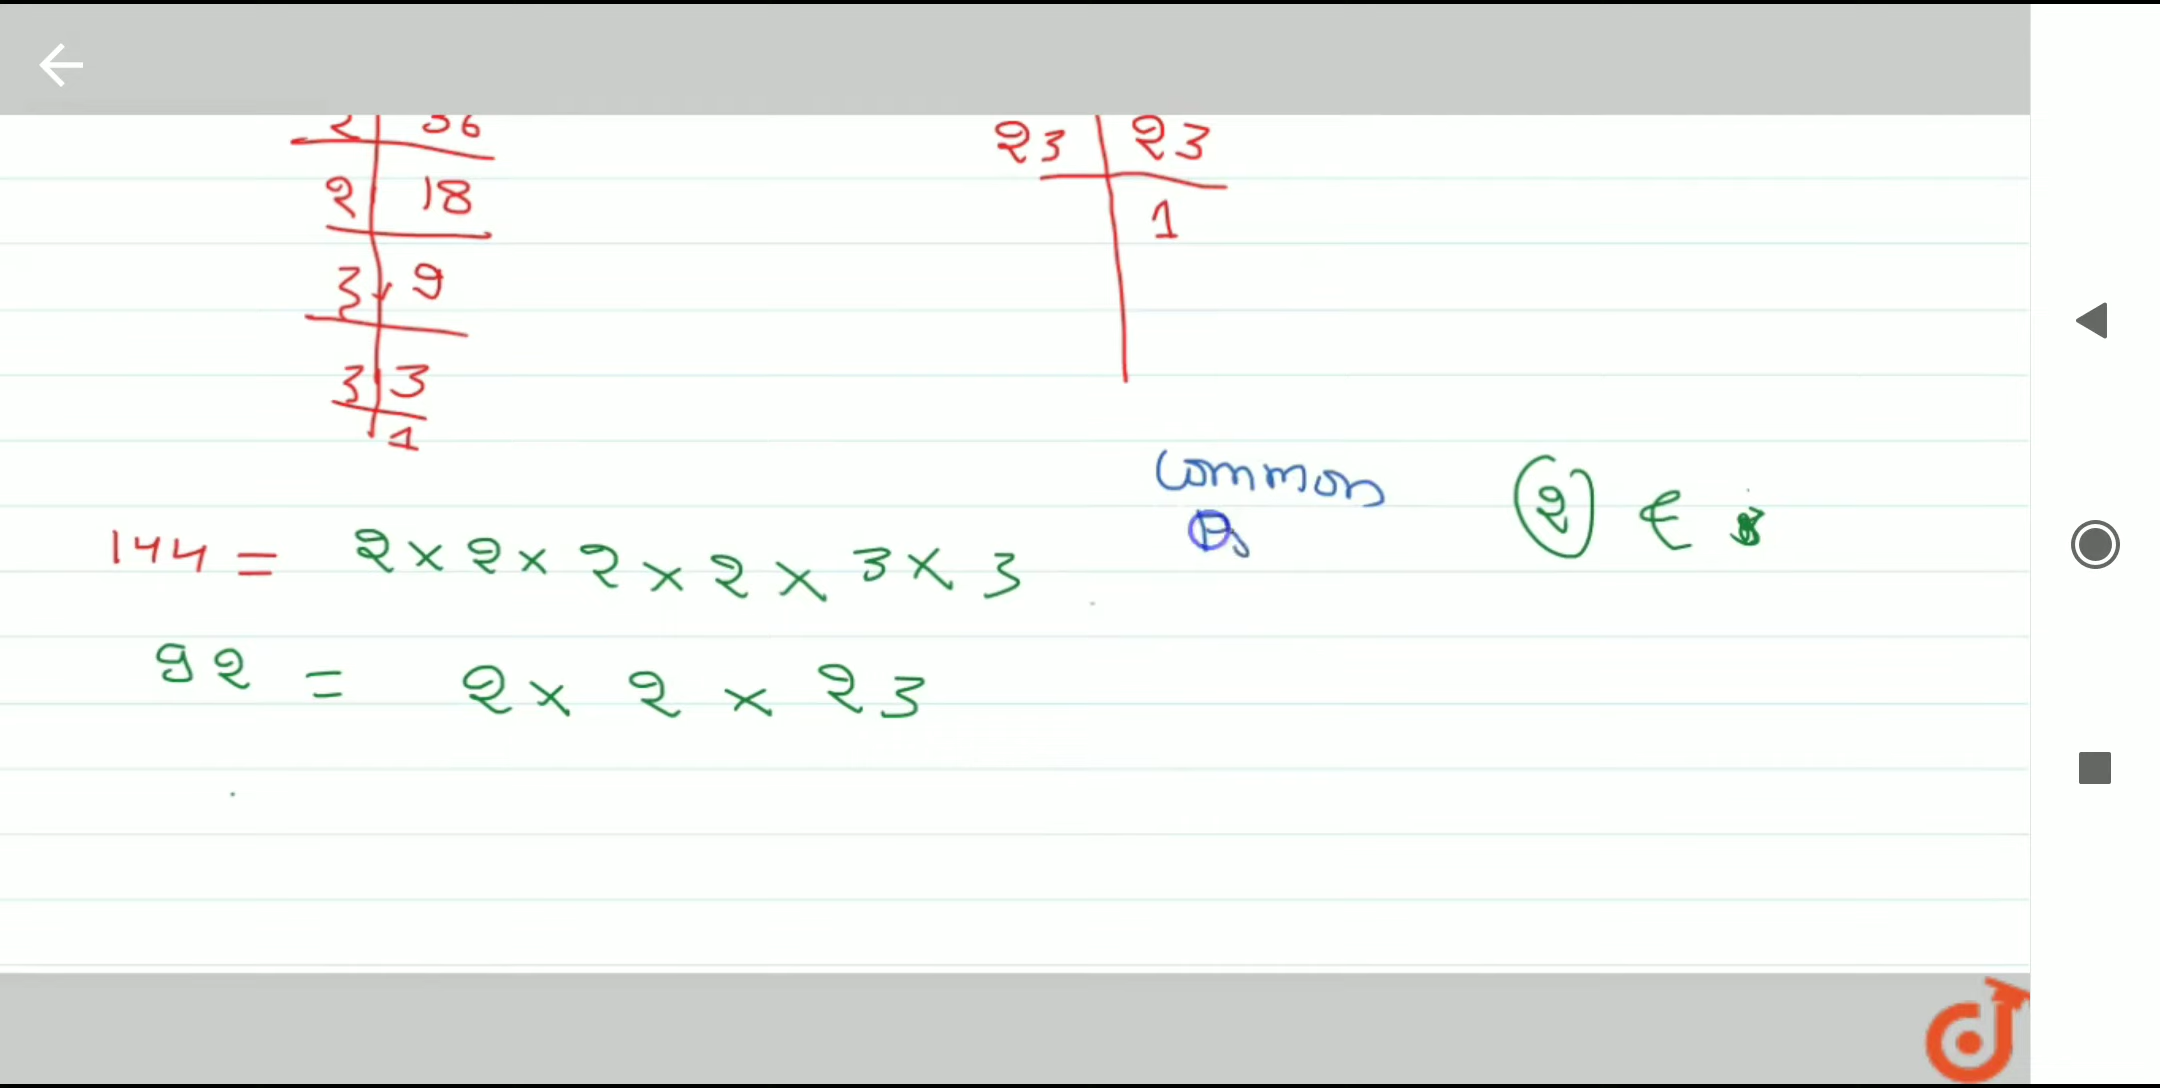 2 36
23 23
2 18
1
3 9
3 3
1
Common
2 €
144 = 2 × 2 × 2 × 2 × 3 × 3
92 = 2 × 2 × 23